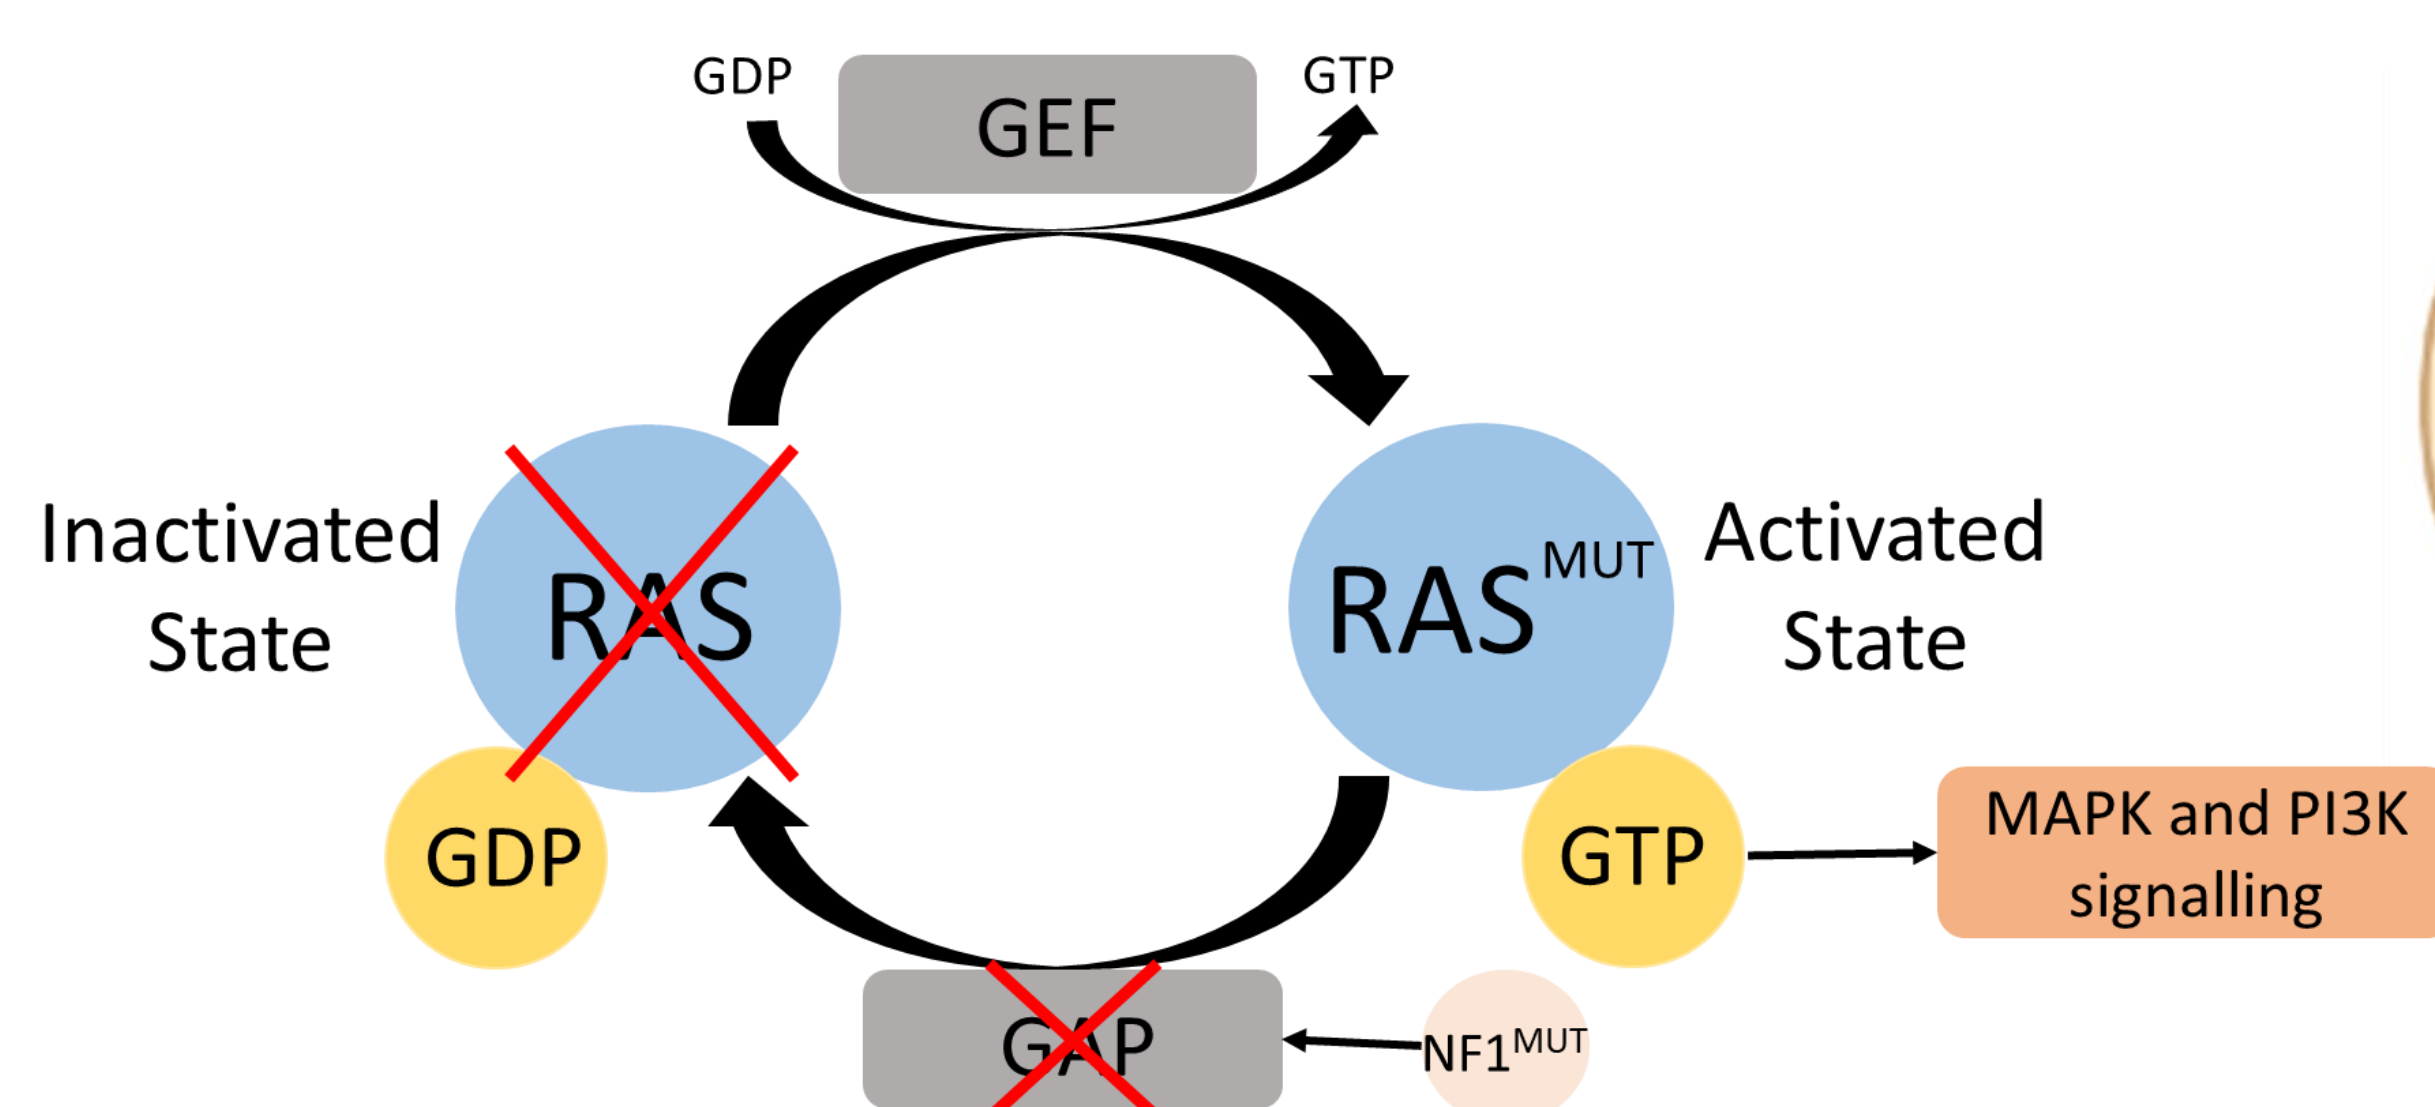 GDP
GEF
GTP
Inactivated
State
RAS
RAS^MUT
Activated
State
GDP
GTP
MAPK and PI3K
signalling
GAP
NF1^MUT